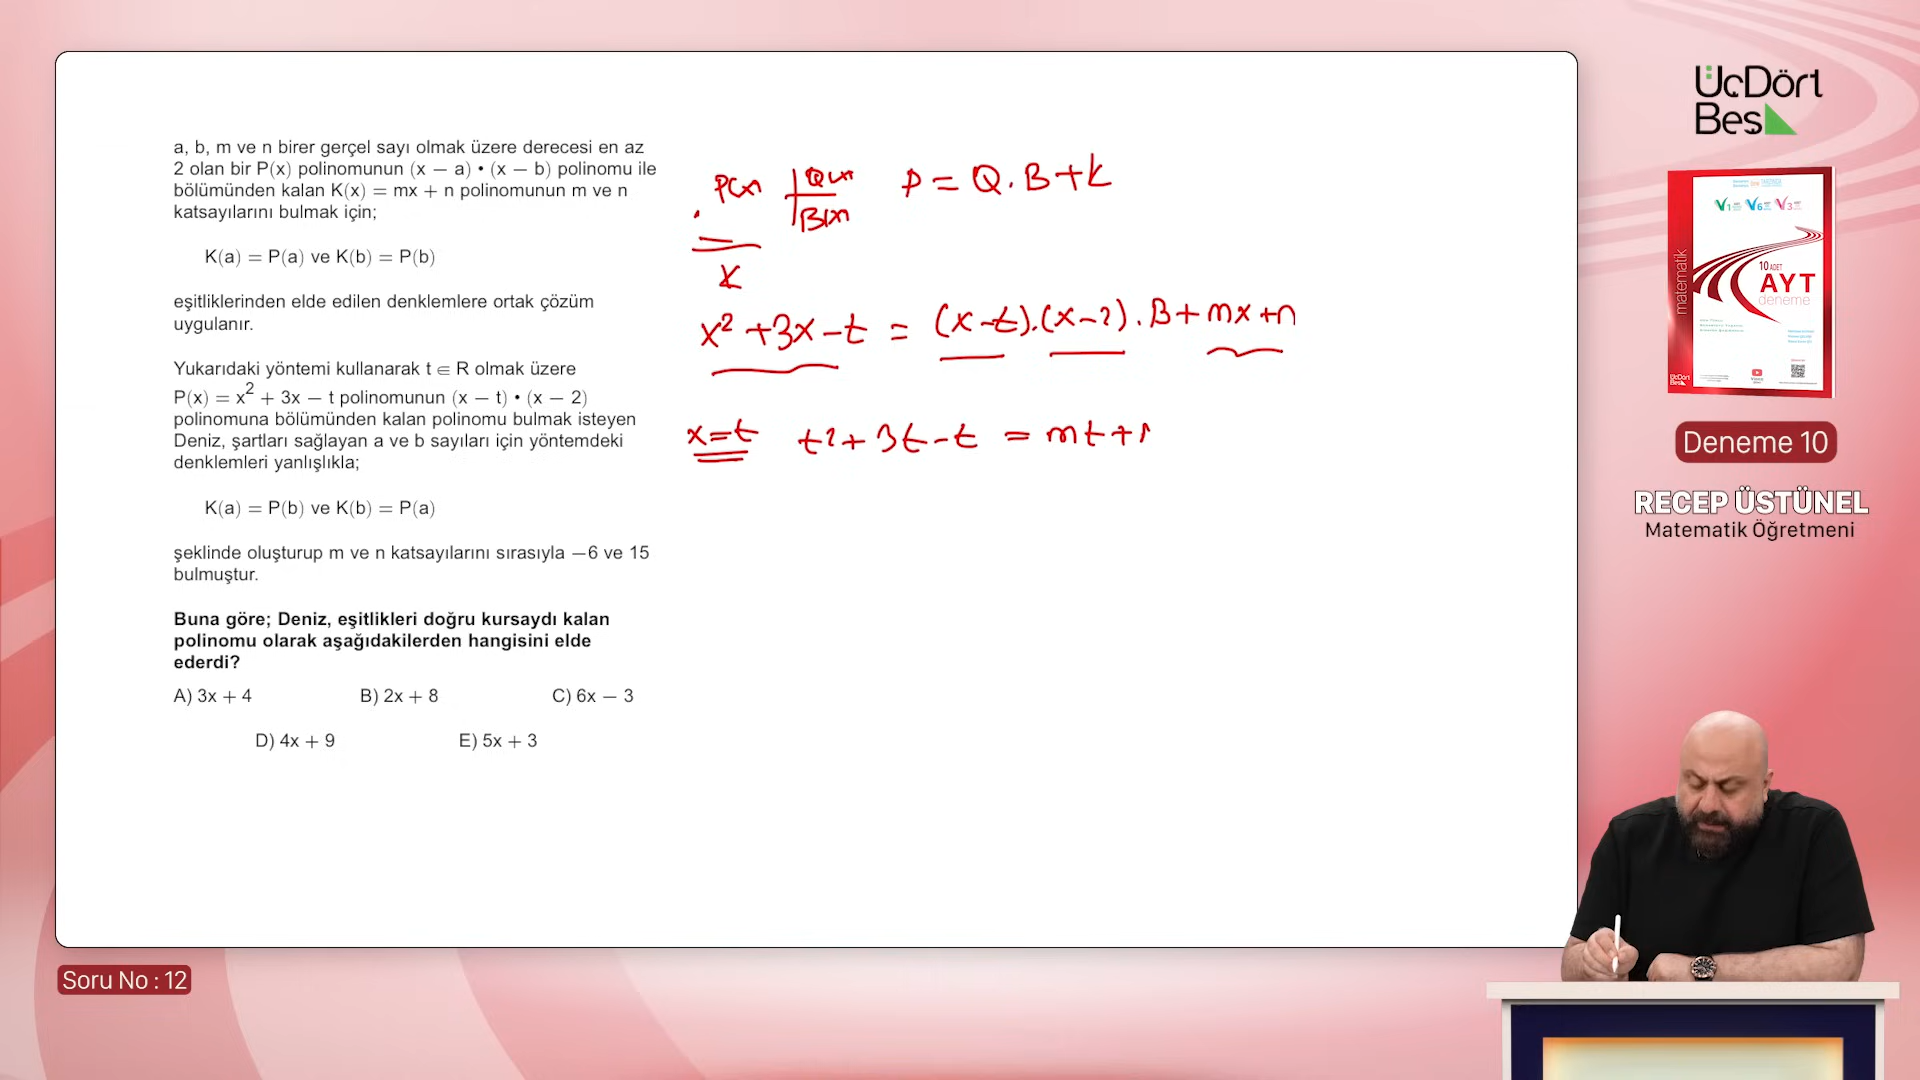 a, b, m ve n birer gerçel sayı olmak üzere derecesi en az
2 olan bir P(x) polinomunun (x – a) • (x – b) polinomu ile
bölümünden kalan K(x) = mx + n polinomunun m ve n
katsayılarını bulmak için;
K(a) = P(a) ve K(b) = P(b)
eşitliklerinden elde edilen denklemlere ortak çözüm
uygulanır.
Yukarıdaki yöntemi kullanarak t ∈ R olmak üzere
P(x) = x² + 3x – t polinomunun (x – t) • (x – 2)
polinomuna bölümünden kalan polinomu bulmak isteyen
Deniz, şartları sağlayan a ve b sayıları için yöntemdeki
denklemleri yanlışlıkla;
K(a) = P(b) ve K(b) = P(a)
şeklinde oluşturup m ve n katsayılarını sırasıyla –6 ve 15
bulmuştur.
Buna göre; Deniz, eşitlikleri doğru kursaydı kalan
polinomu olarak aşağıdakilerden hangisini elde
ederdi?
A) 3x + 4 B) 2x + 8 C) 6x – 3
D) 4x + 9 E) 5x + 3
P(x) Q(x) P = Q.B+K
B(x)
K
x² +3x-t = (x-t).(x-2).B+mx+n
x=t t²+3t-t = mt+n
ÜçDört
Beş
matematik
10 ADET
AYT
deneme
V1 V6 V3
ÜçDört
Beş
Deneme 10
RECEP ÜSTÜNEL
Matematik Öğretmeni
Soru No : 12